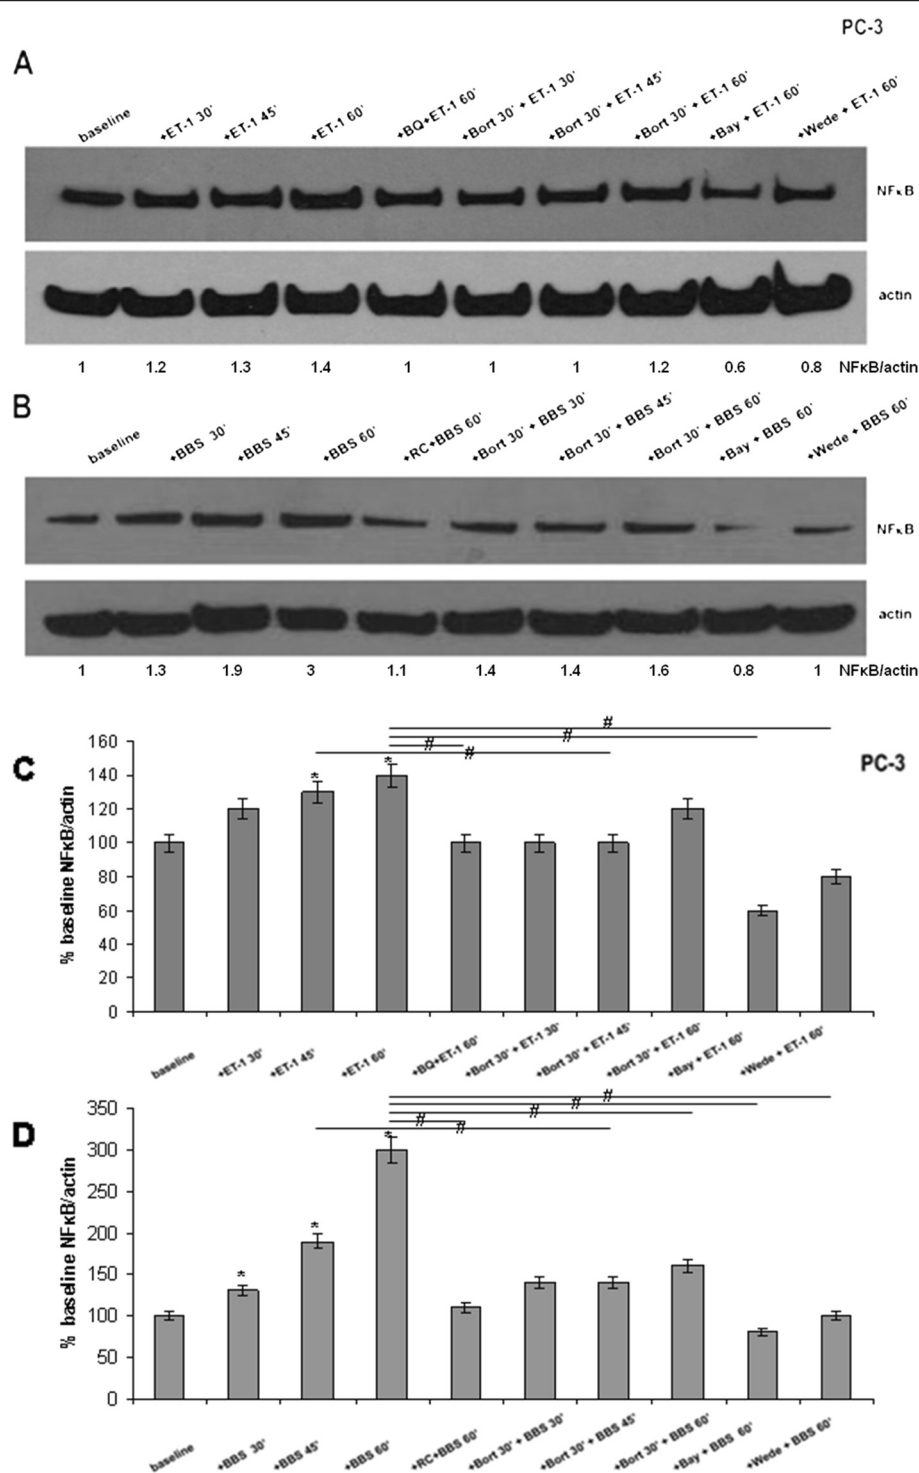 PC-3
A
baseline +ET-1 30' +ET-1 45' +ET-1 60' +BQ+ET-1 60' +Bort 30' + ET-1 30' +Bort 30' + ET-1 45' +Bort 30' + ET-1 60' +Bay + ET-1 60' +Wede + ET-1 60'
NFκB
actin
1 1.2 1.3 1.4 1 1 1 1.2 0.6 0.8 NFκB/actin
B
baseline +BBS 30' +BBS 45' +BBS 60' +RC+BBS 60' +Bort 30' + BBS 30' +Bort 30' + BBS 45' +Bort 30' + BBS 60' +Bay + BBS 60' +Wede + BBS 60'
NFκB
actin
1 1.3 1.9 3 1.1 1.4 1.4 1.6 0.8 1 NFκB/actin
C
PC-3
% baseline NFκB/actin
160
140
120
100
80
60
40
20
0
* *
# # # #
baseline +ET-1 30' +ET-1 45' +ET-1 60' +BQ+ET-1 60' +Bort 30' + ET-1 30' +Bort 30' + ET-1 45' +Bort 30' + ET-1 60' +Bay + ET-1 60' +Wede + ET-1 60'
D
% baseline NFκB/actin
350
300
250
200
150
100
50
0
* * *
# # # # #
baseline +BBS 30' +BBS 45' +BBS 60' +RC+BBS 60' +Bort 30' + BBS 30' +Bort 30' + BBS 45' +Bort 30' + BBS 60' +Bay + BBS 60' +Wede + BBS 60'